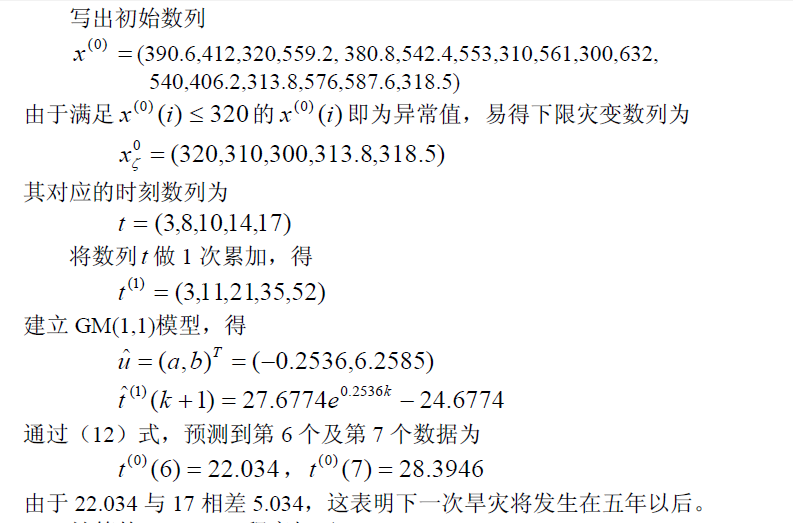 写出初始数列
x^(0) = (390.6,412,320,559.2, 380.8,542.4,553,310,561,300,632,
540,406.2,313.8,576,587.6,318.5)
由于满足 x^(0)(i) ≤ 320 的 x^(0)(i) 即为异常值，易得下限灾变数列为
x_ζ^0 = (320,310,300,313.8,318.5)
其对应的时刻数列为
t = (3,8,10,14,17)
将数列 t 做 1 次累加，得
t^(1) = (3,11,21,35,52)
建立 GM(1,1)模型，得
û = (a,b)^T = (−0.2536,6.2585)
t̂^(1)(k+1) = 27.6774e^0.2536k − 24.6774
通过（12）式，预测到第 6 个及第 7 个数据为
t^(0)(6) = 22.034，t^(0)(7) = 28.3946
由于 22.034 与 17 相差 5.034，这表明下一次旱灾将发生在五年以后。